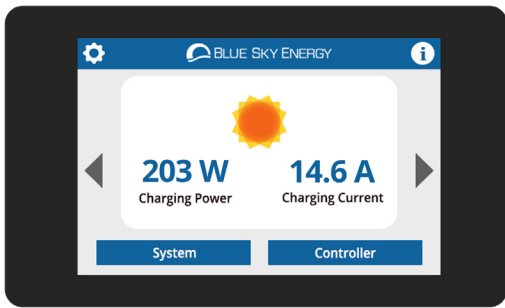 BLUE SKY ENERGY
i
203 W
14.6 A
Charging Power
Charging Current
System
Controller